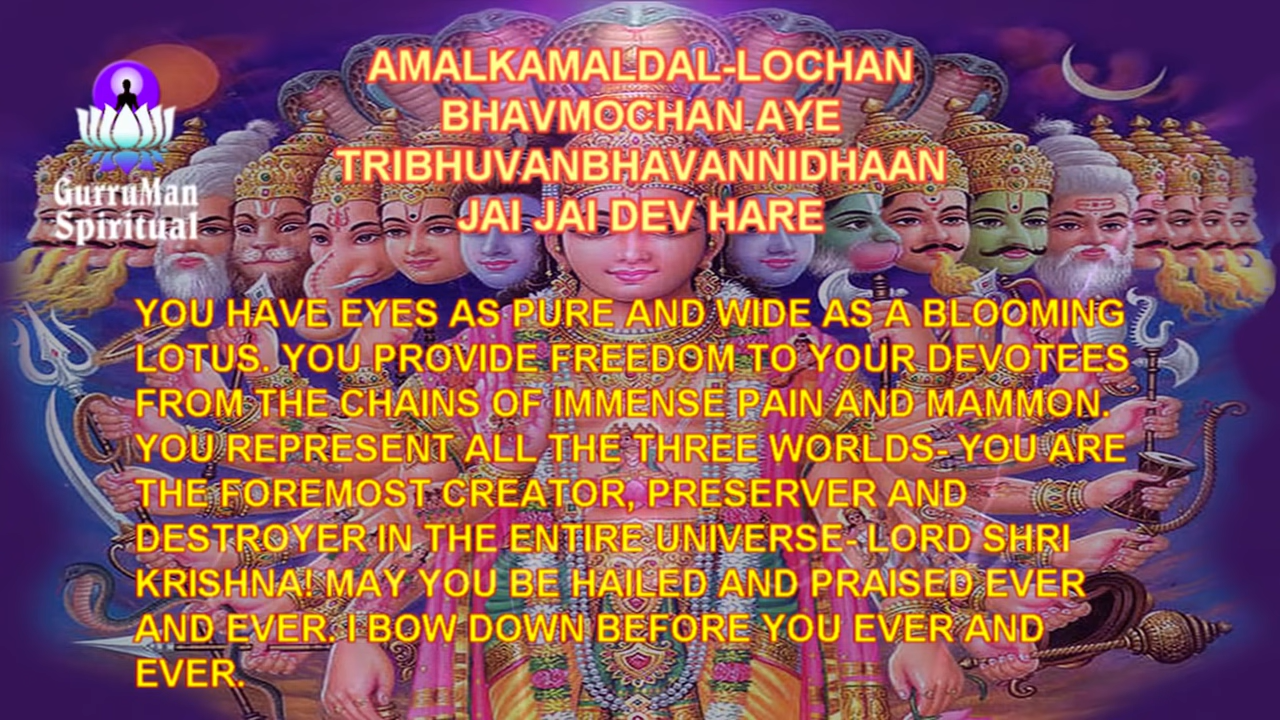 AMALKAMALDAL-LOCHAN
BHAVMOCHAN AYE
TRIBHUVANBHAVANNIDHAAN
JAI JAI DEV HARE
GurruMan
Spiritual
YOU HAVE EYES AS PURE AND WIDE AS A BLOOMING
LOTUS. YOU PROVIDE FREEDOM TO YOUR DEVOTEES
FROM THE CHAINS OF IMMENSE PAIN AND MAMMON.
YOU REPRESENT ALL THE THREE WORLDS- YOU ARE
THE FOREMOST CREATOR, PRESERVER AND
DESTROYER IN THE ENTIRE UNIVERSE- LORD SHRI
KRISHNA! MAY YOU BE HAILED AND PRAISED EVER
AND EVER. I BOW DOWN BEFORE YOU EVER AND
EVER.